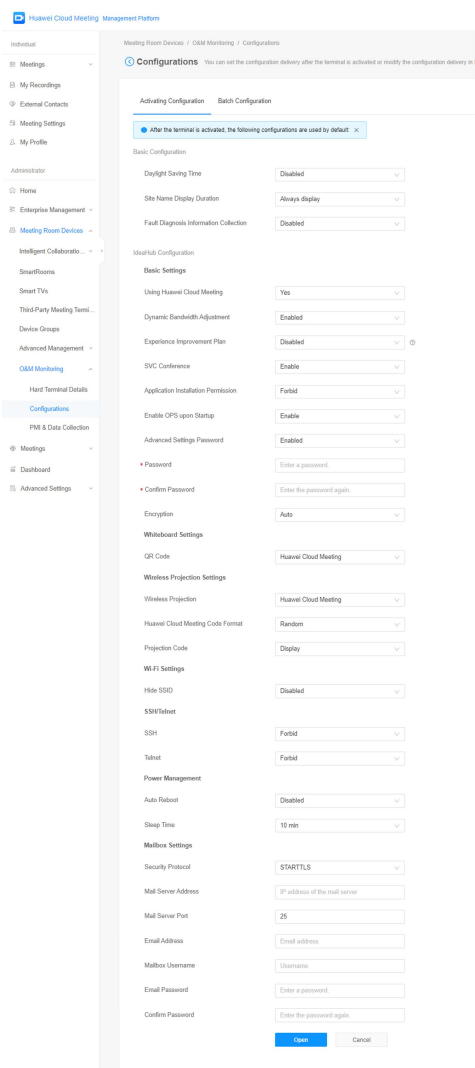 Huawei Cloud Meeting Management Platform
Individual
Meetings
My Recordings
External Contacts
Meeting Settings
My Profile
Administrator
Home
Enterprise Management
Meeting Room Devices
Intelligent Collaboratio...
SmartRooms
Smart TVs
Third-Party Meeting Termi...
Device Groups
Advanced Management
O&M Monitoring
Hard Terminal Details
Configurations
PMI & Data Collection
Meetings
Dashboard
Advanced Settings
Meeting Room Devices / O&M Monitoring / Configurations
Configurations You can set the configuration delivery after the terminal is activated or modify the configuration delivery in
Activating Configuration Batch Configuration
After the terminal is activated, the following configurations are used by default ×
Basic Configuration
Daylight Saving Time Disabled
Site Name Display Duration Always display
Fault Diagnosis Information Collection Disabled
IdeaHub Configuration
Basic Settings
Using Huawei Cloud Meeting Yes
Dynamic Bandwidth Adjustment Enabled
Experience Improvement Plan Disabled
SVC Conference Enable
Application Installation Permission Forbid
Enable OPS upon Startup Enable
Advanced Settings Password Enabled
* Password Enter a password.
* Confirm Password Enter the password again.
Encryption Auto
Whiteboard Settings
QR Code Huawei Cloud Meeting
Wireless Projection Settings
Wireless Projection Huawei Cloud Meeting
Huawei Cloud Meeting Code Format Random
Projection Code Display
Wi-Fi Settings
Hide SSID Disabled
SSH/Telnet
SSH Forbid
Telnet Forbid
Power Management
Auto Reboot Disabled
Sleep Time 10 min
Mailbox Settings
Security Protocol STARTTLS
Mail Server Address IP address of the mail server
Mail Server Port 25
Email Address Email address
Mailbox Username Username
Email Password Enter a password.
Confirm Password Enter the password again.
Open Cancel